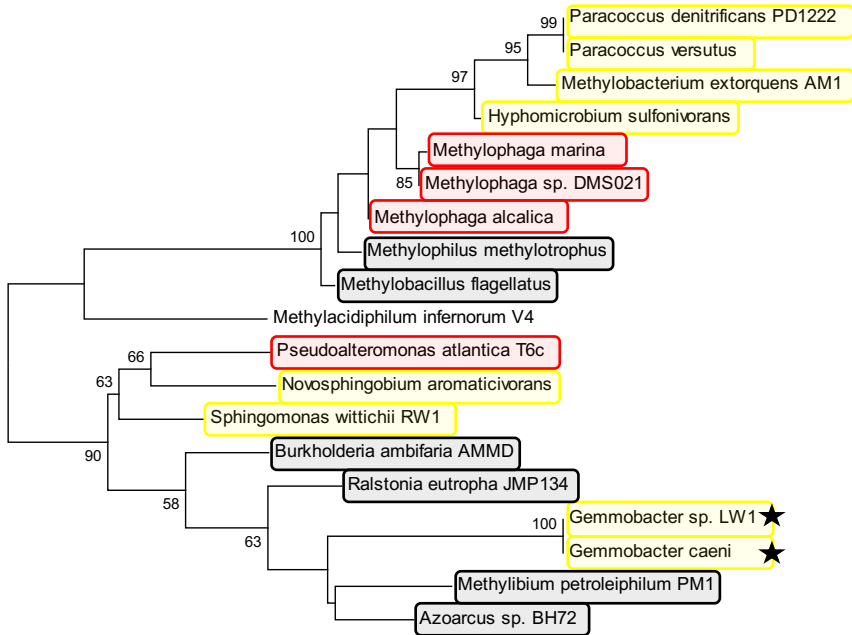 99
Paracoccus denitrificans PD1222
95
Paracoccus versutus
97
Methylobacterium extorquens AM1
Hyphomicrobium sulfonivorans
Methylophaga marina
85
Methylophaga sp. DMS021
Methylophaga alcalica
100
Methylophilus methylotrophus
Methylobacillus flagellatus
Methylacidiphilum infernorum V4
66
Pseudoalteromonas atlantica T6c
63
Novosphingobium aromaticivorans
Sphingomonas wittichii RW1
90
Burkholderia ambifaria AMMD
58
Ralstonia eutropha JMP134
63
100
Gemmobacter sp. LW1
Gemmobacter caeni
Methylibium petroleiphilum PM1
Azoarcus sp. BH72